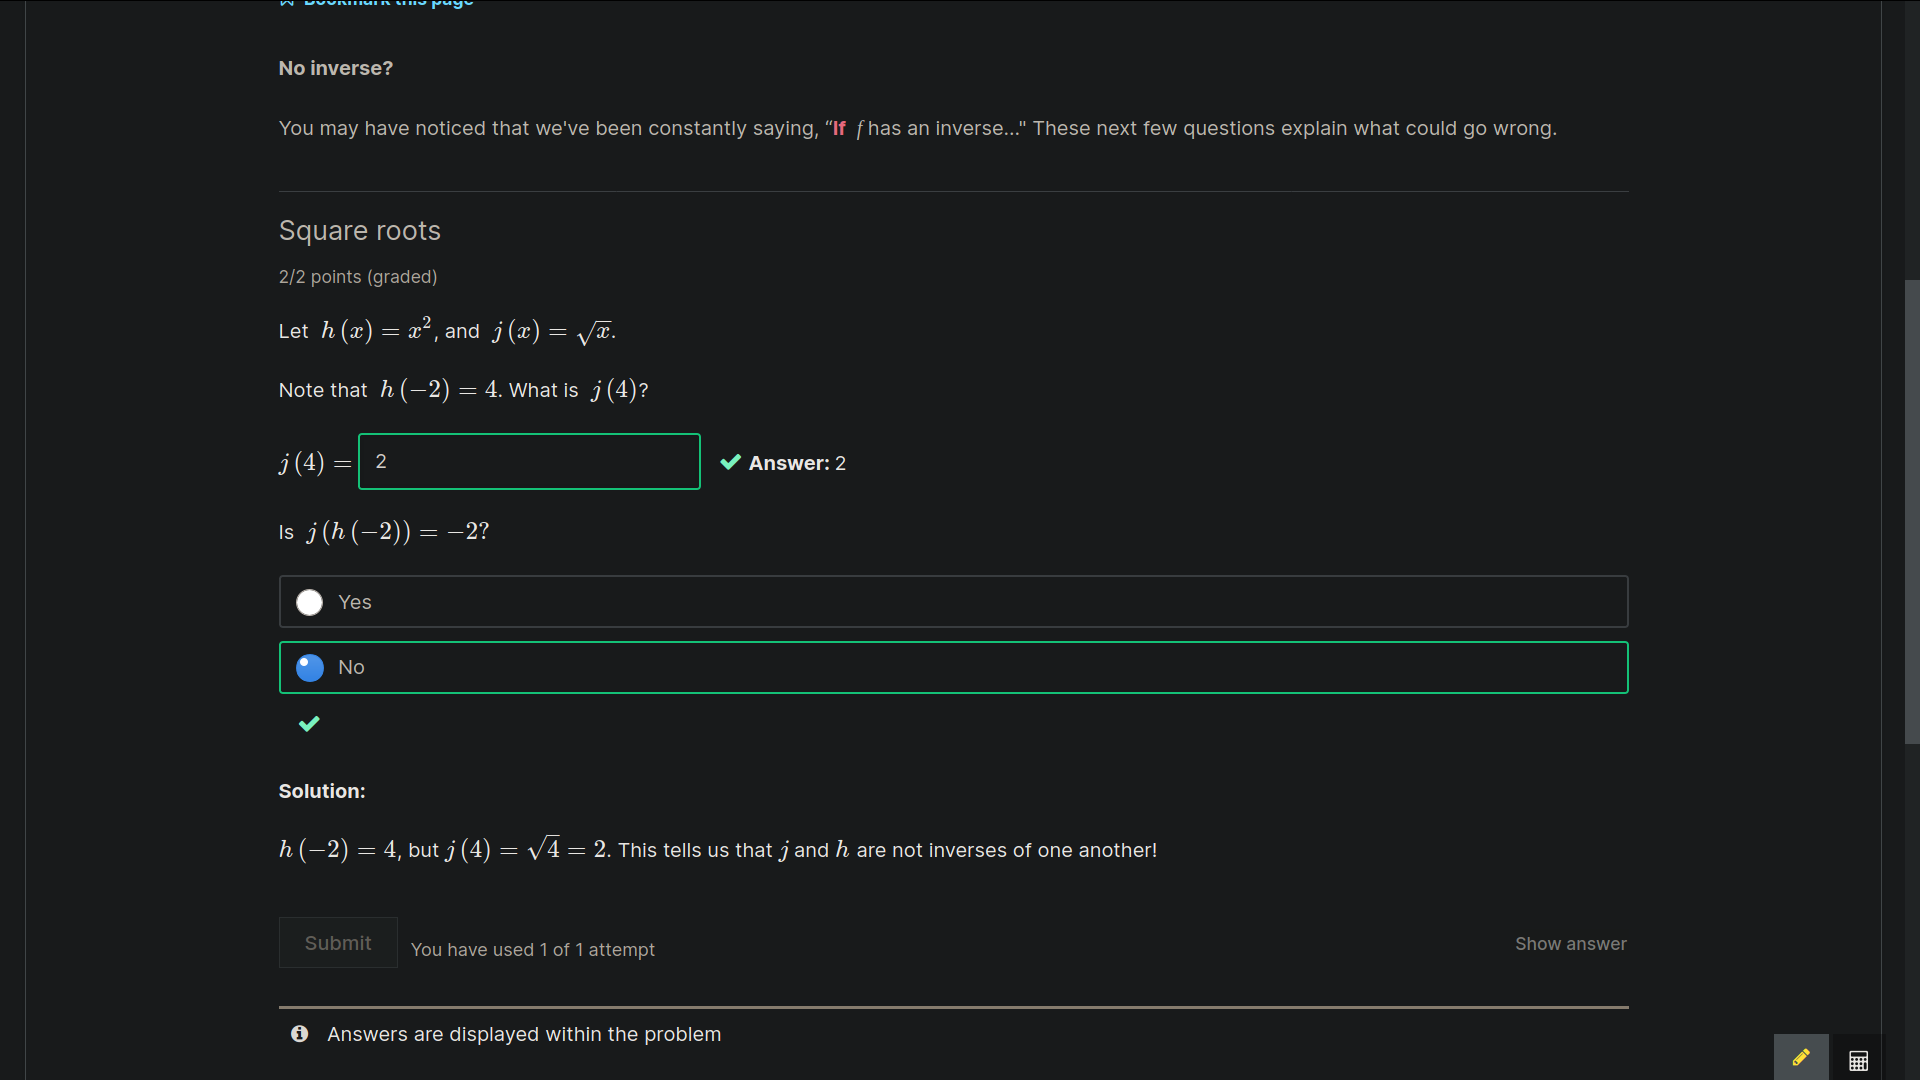 Bookmark this page
No inverse?
You may have noticed that we've been constantly saying, “If f has an inverse..." These next few questions explain what could go wrong.
Square roots
2/2 points (graded)
Let h (x) = x², and j (x) = √x.
Note that h (−2) = 4. What is j (4)?
j (4) = 2 Answer: 2
Is j (h (−2)) = −2?
Yes
No
Solution:
h (−2) = 4, but j (4) = √4 = 2. This tells us that j and h are not inverses of one another!
Submit You have used 1 of 1 attempt Show answer
Answers are displayed within the problem